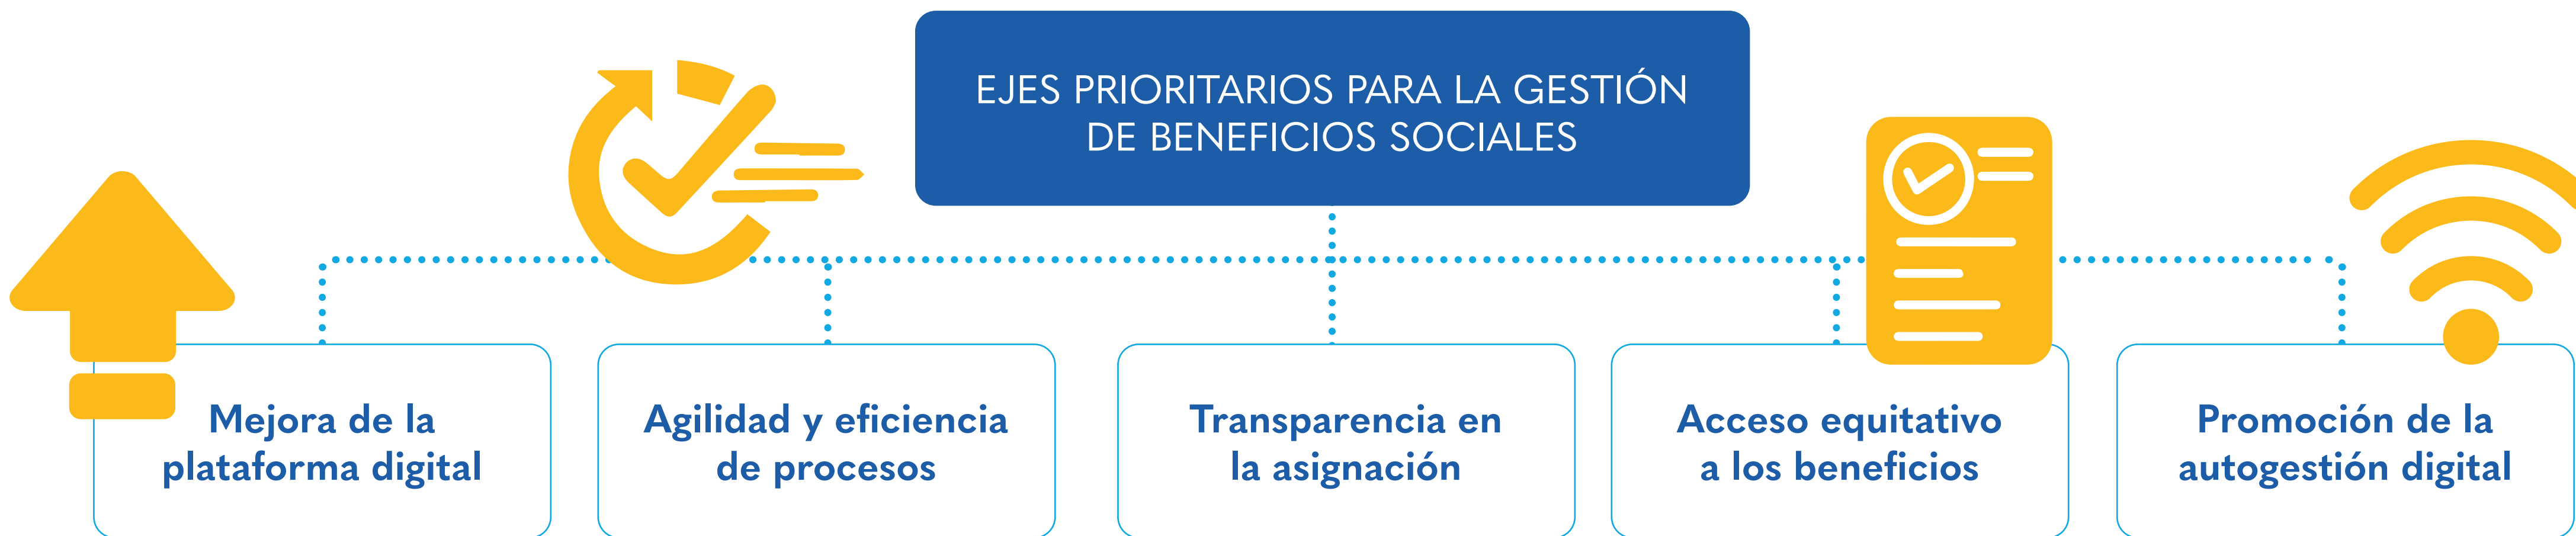 EJES PRIORITARIOS PARA LA GESTIÓN
DE BENEFICIOS SOCIALES
Mejora de la
plataforma digital
Agilidad y eficiencia
de procesos
Transparencia en
la asignación
Acceso equitativo
a los beneficios
Promoción de la
autogestión digital